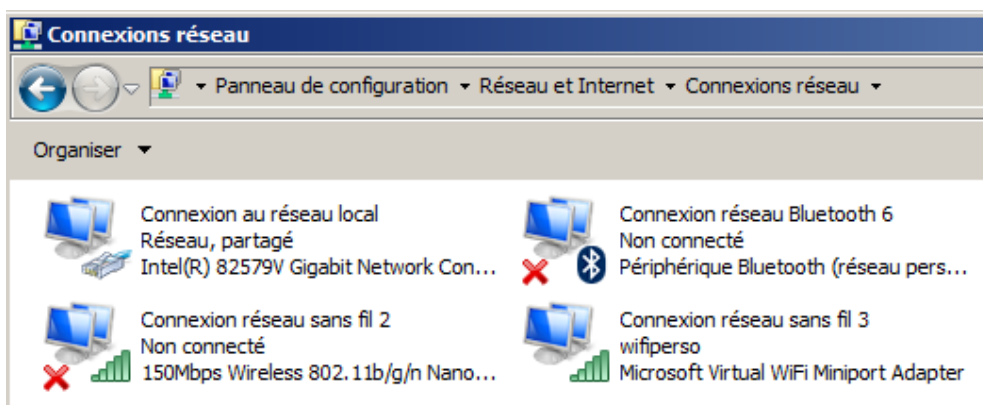 Connexions réseau
Panneau de configuration Réseau et Internet Connexions réseau
Organiser
Connexion au réseau local
Réseau, partagé
Intel(R) 82579V Gigabit Network Con...
Connexion réseau Bluetooth 6
Non connecté
Périphérique Bluetooth (réseau pers...
Connexion réseau sans fil 2
Non connecté
150Mbps Wireless 802.11b/g/n Nano...
Connexion réseau sans fil 3
wifiperso
Microsoft Virtual WiFi Miniport Adapter